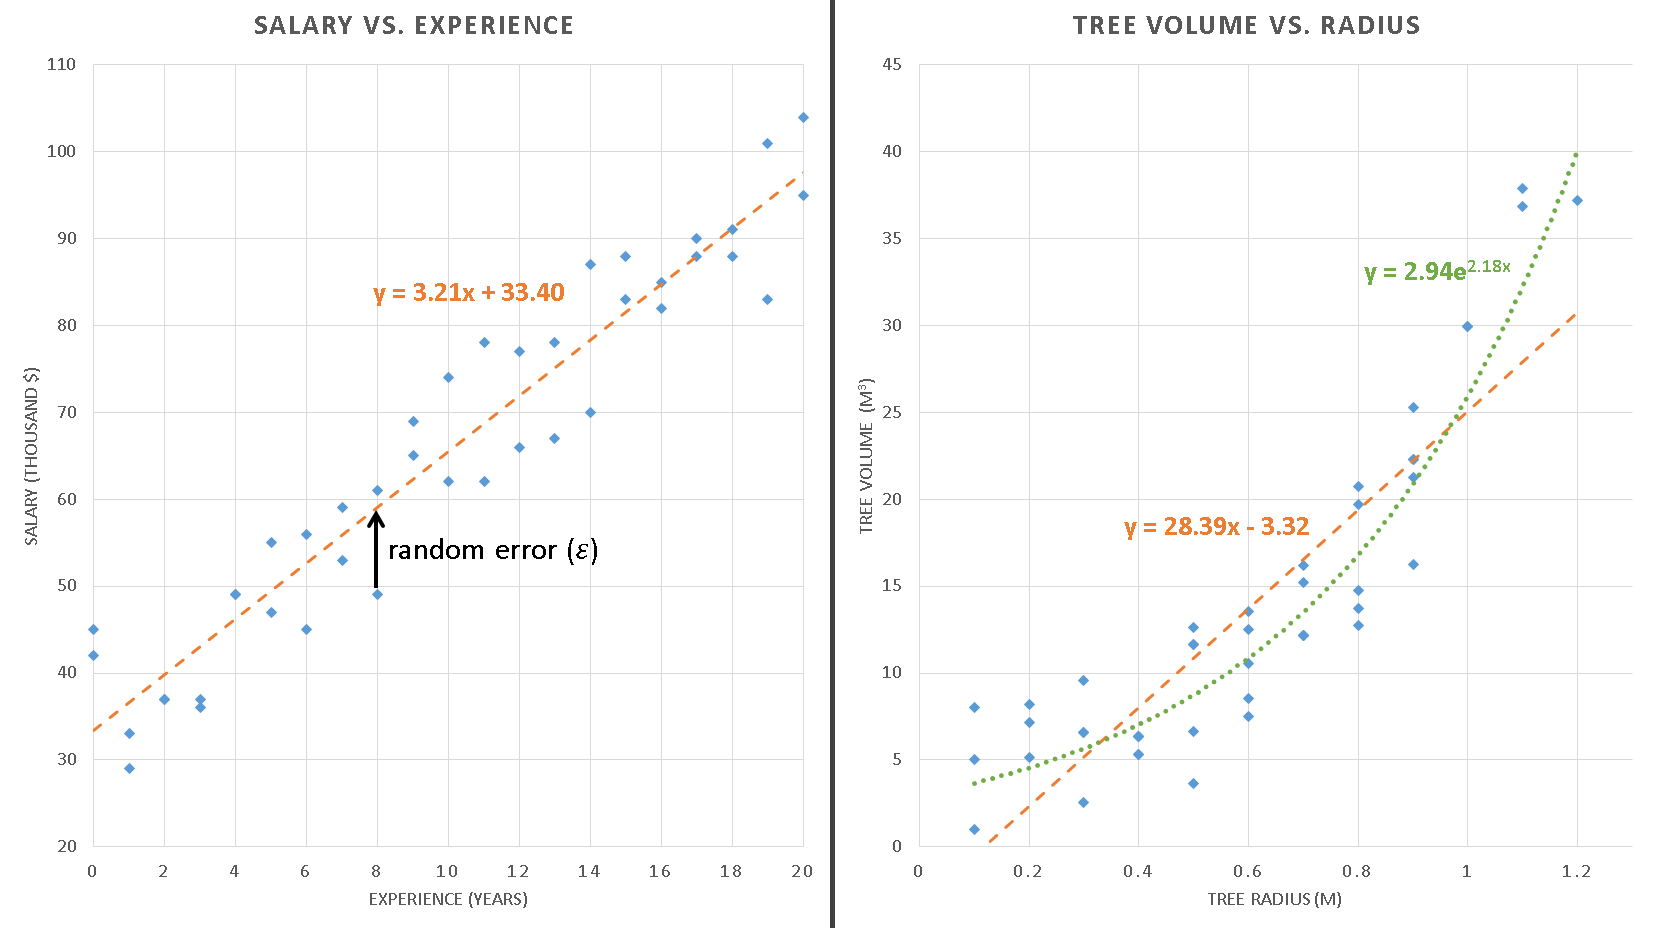 SALARY VS. EXPERIENCE
110
100
90
80
70
60
50
40
30
20
SALARY (THOUSAND $)
y = 3.21x + 33.40
random error (ε)
0 2 4 6 8 10 12 14 16 18 20
EXPERIENCE (YEARS)
TREE VOLUME VS. RADIUS
45
40
35
30
25
20
15
10
5
0
TREE VOLUME (M³)
y = 2.94e^2.18x
y = 28.39x - 3.32
0 0.2 0.4 0.6 0.8 1 1.2
TREE RADIUS (M)